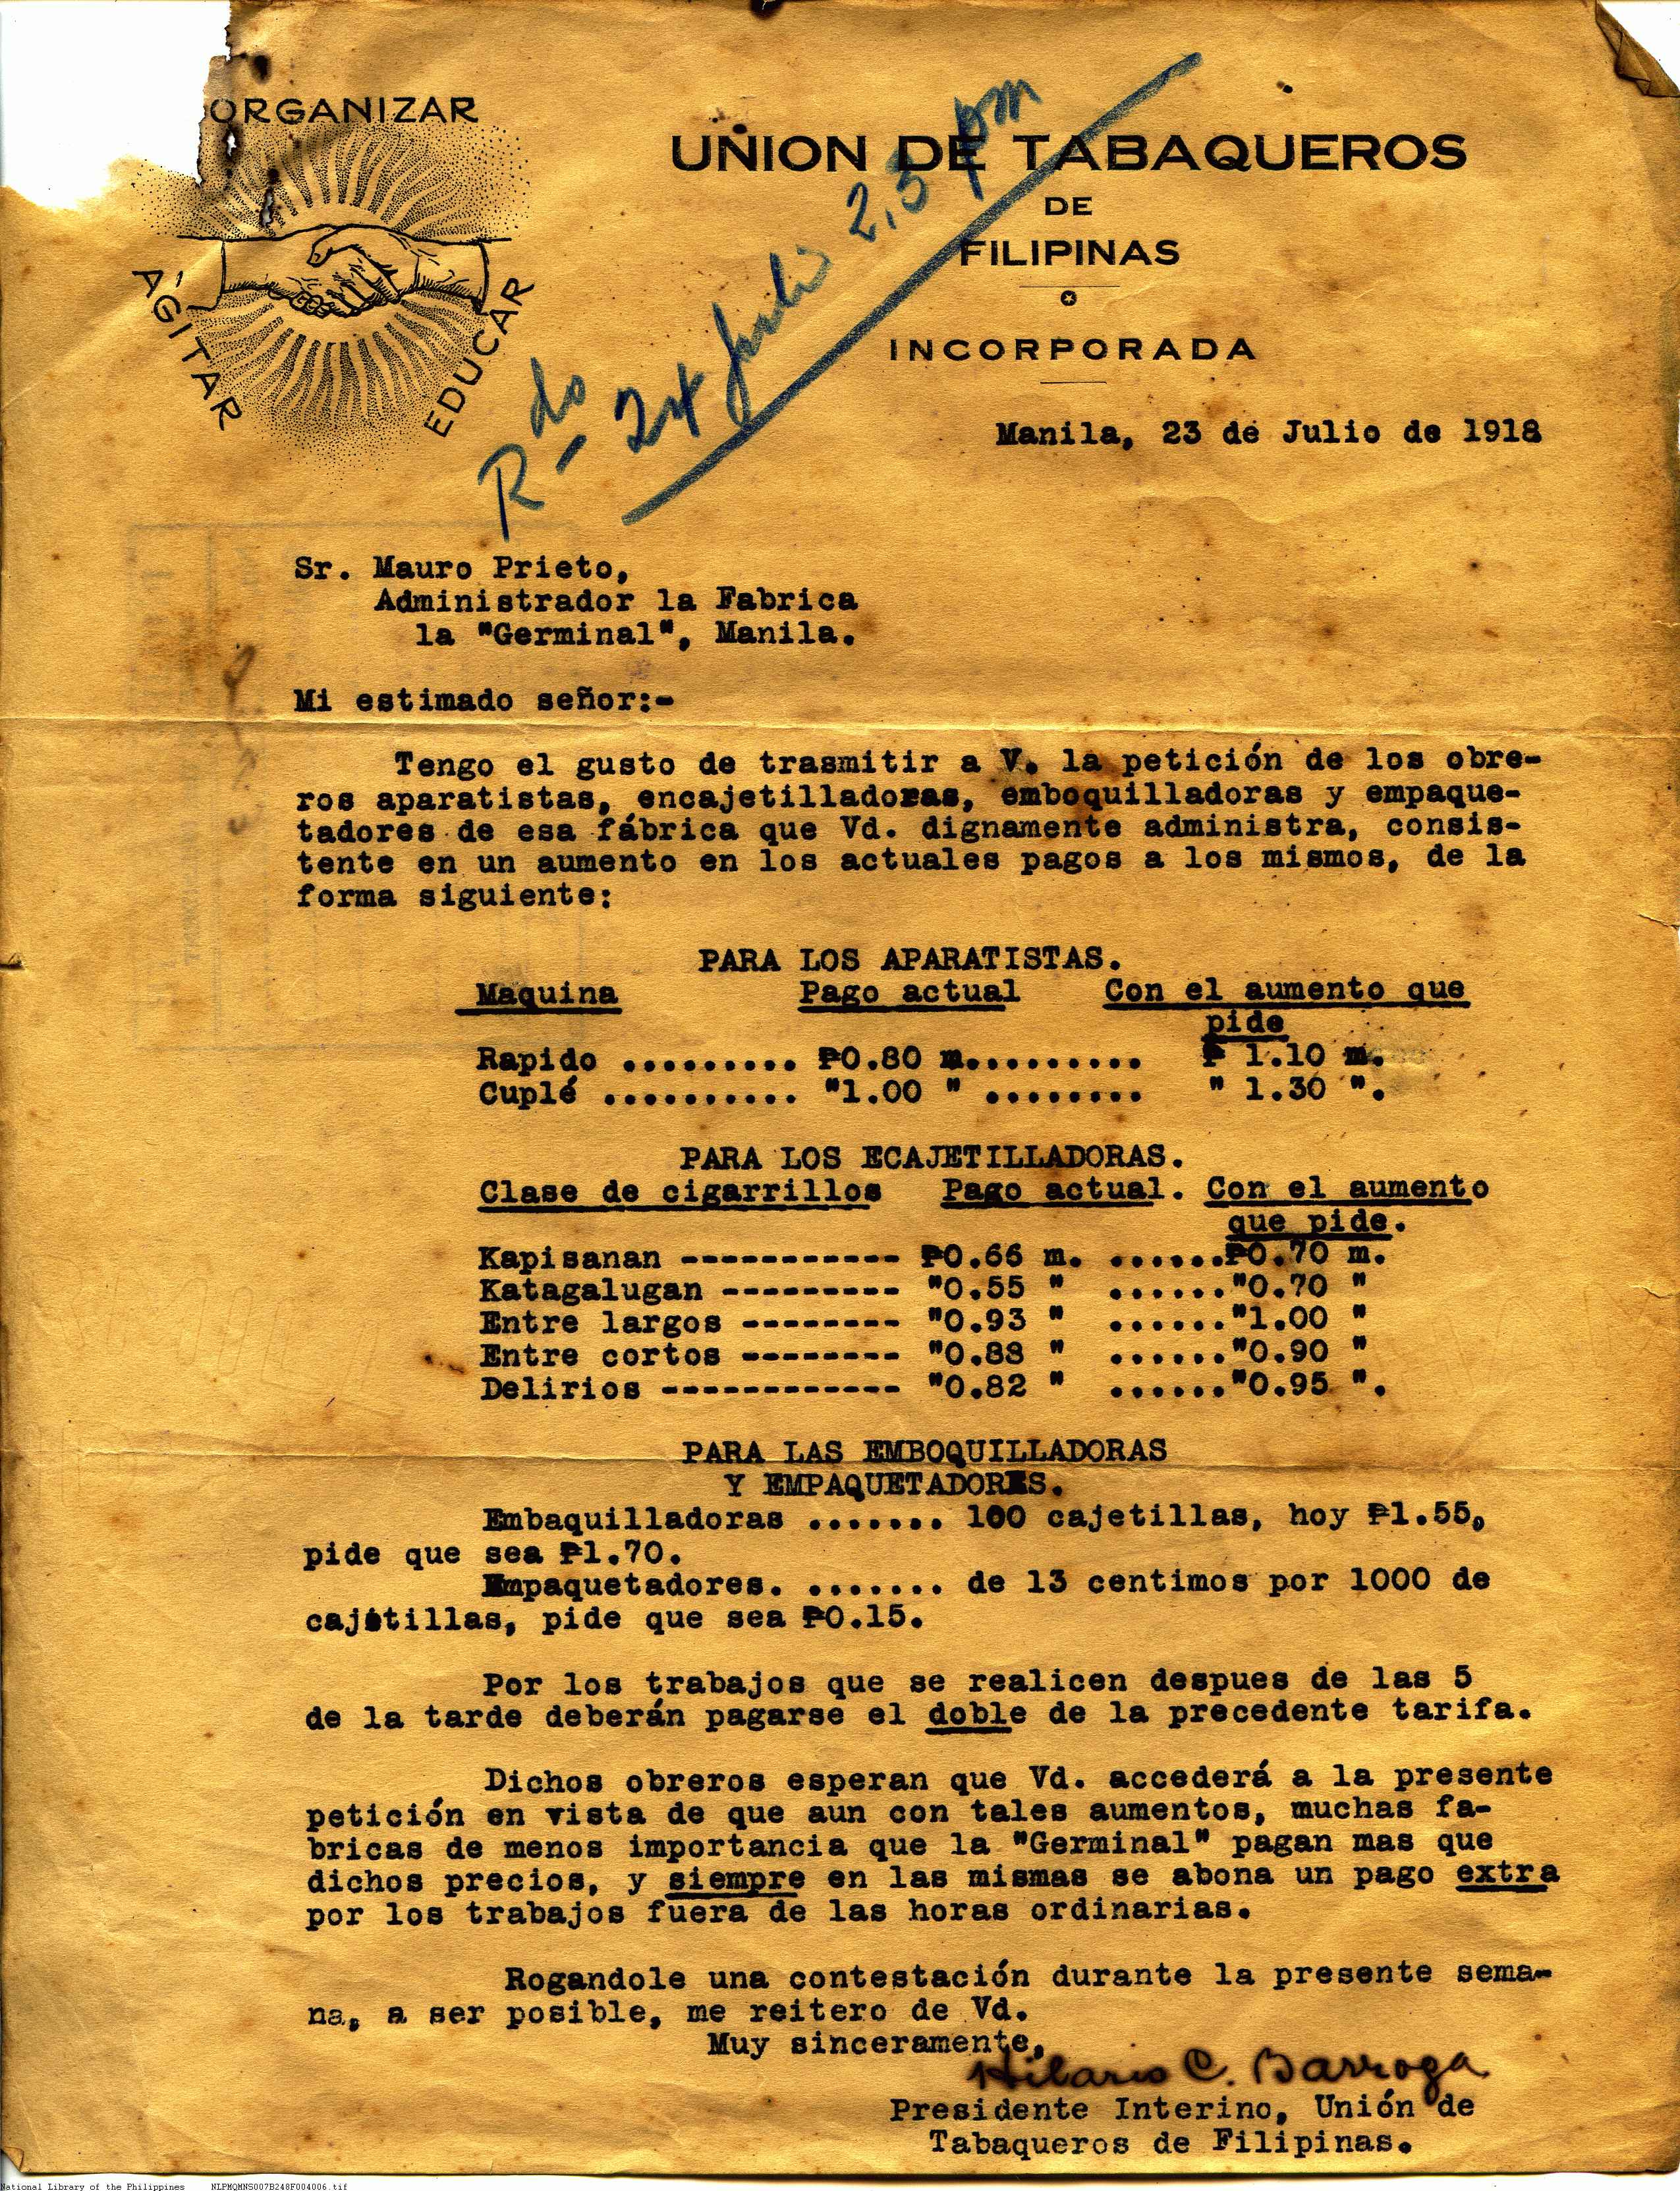 ORGANIZAR
AGITAR
EDUCAR
UNION DE TABAQUEROS
DE
FILIPINAS
INCORPORADA
Rdo 24 Julio 2,5 pm
Manila, 23 de Julio de 1918
Sr. Mauro Prieto,
Administrador la Fabrica
la "Germinal", Manila.
Mi estimado señor:-
Tengo el gusto de trasmitir a V. la petición de los obre-
ros aparatistas, encajetilladoras, emboquilladoras y empaque-
tadores de esa fábrica que Vd. dignamente administra, consis-
tente en un aumento en los actuales pagos a los mismos, de la
forma siguiente:
PARA LOS APARATISTAS.
Maquina Pago actual Con el aumento que
pide
Rapido ......... ₱0.80 m.......... ₱ 1.10 m.
Cuplé .......... "1.00 " ........ " 1.30 ".
PARA LOS ECAJETILLADORAS.
Clase de cigarrillos Pago actual. Con el aumento
que pide.
Kapisanan ----------- ₱0.66 m. ......₱0.70 m.
Katagalugan --------- "0.55 " ......"0.70 "
Entre largos -------- "0.93 " ......"1.00 "
Entre cortos -------- "0.83 " ......"0.90 "
Delirios ------------ "0.82 " ......"0.95 ".
PARA LAS EMBOQUILLADORAS
Y EMPAQUETADORES.
Embaquilladoras ....... 100 cajetillas, hoy ₱1.55,
pide que sea ₱1.70.
Empaquetadores. ....... de 13 centimos por 1000 de
cajetillas, pide que sea ₱0.15.
Por los trabajos que se realicen despues de las 5
de la tarde deberán pagarse el doble de la precedente tarifa.
Dichos obreros esperan que Vd. accederá a la presente
petición en vista de que aun con tales aumentos, muchas fa-
bricas de menos importancia que la "Germinal" pagan mas que
dichos precios, y siempre en las mismas se abona un pago extra
por los trabajos fuera de las horas ordinarias.
Rogandole una contestación durante la presente sema-
na, a ser posible, me reitero de Vd.
Muy sinceramente,
Hilario C. Barroga
Presidente Interino, Unión de
Tabaqueros de Filipinas.
National Library of the Philippines NLPMQMNS007B248F004006.tif